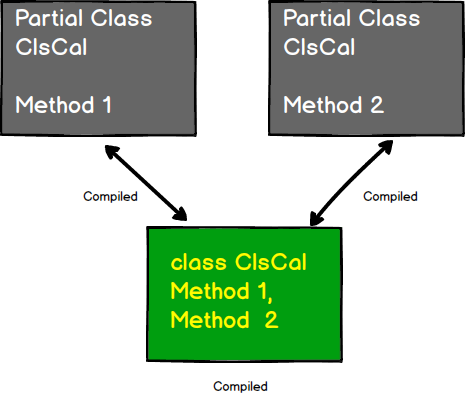 Partial Class
ClsCal
Method 1
Partial Class
ClsCal
Method 2
Compiled
Compiled
class ClsCal
Method 1,
Method 2
Compiled